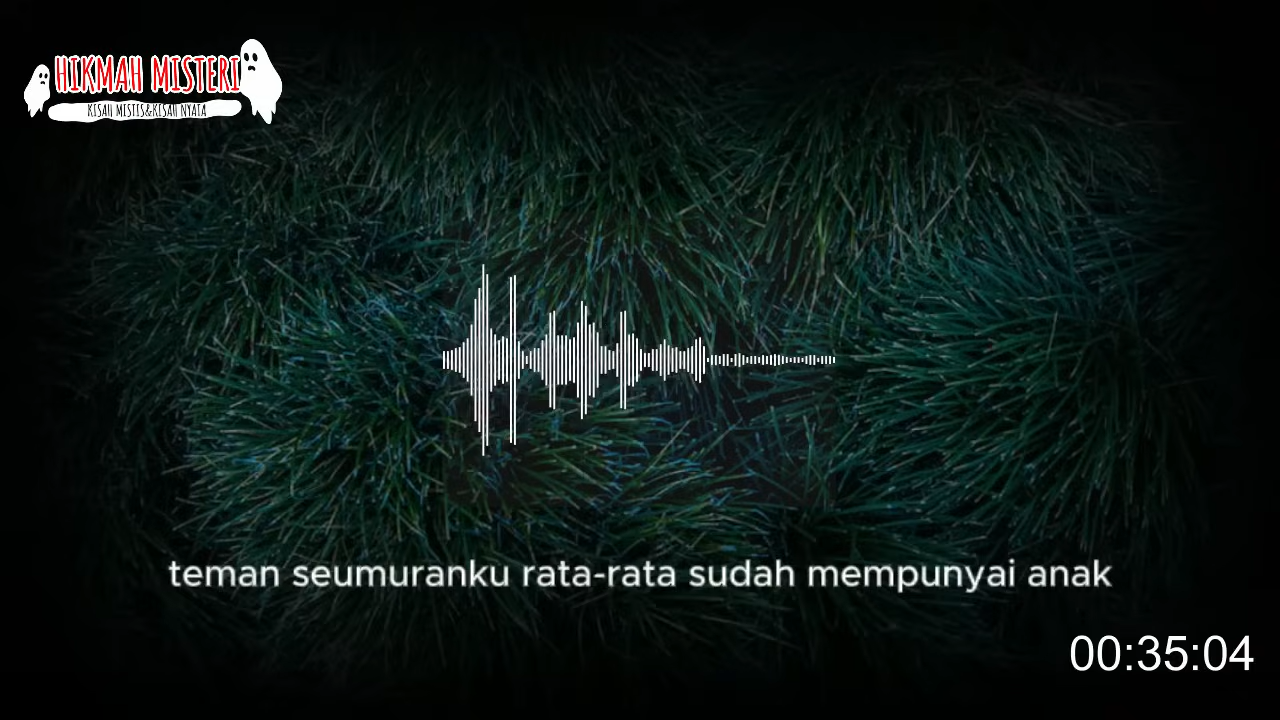 HIKMAH MISTERI
KISAH MISTIS&KISAH NYATA
teman seumuranku rata-rata sudah mempunyai anak
00:35:04